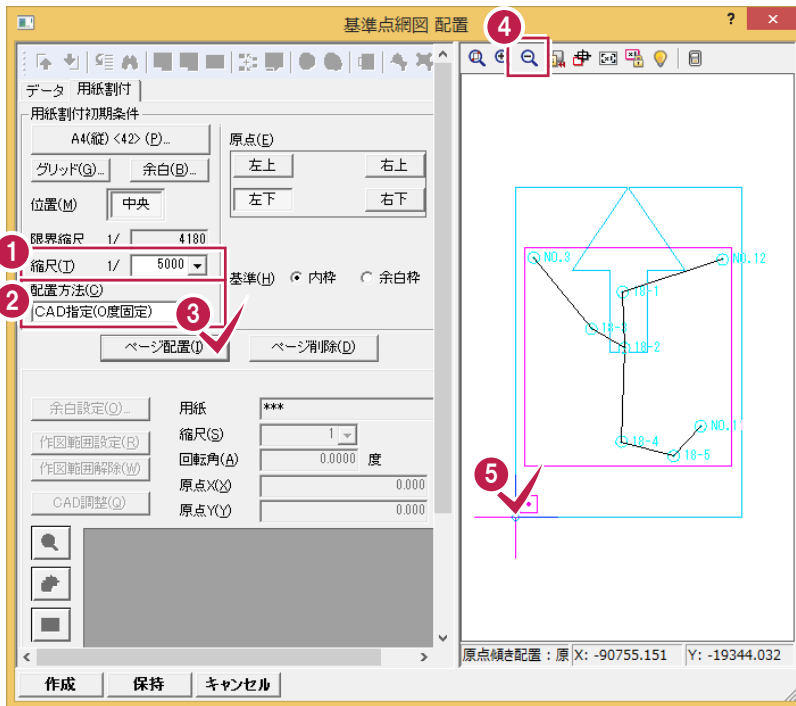 基準点網図 配置
?
×
4
データ
用紙割付
用紙割付初期条件
A4(縦) <42> (P)...
グリッド(G)...
余白(B)...
位置(M)
中央
原点(E)
左上
右上
左下
右下
限界縮尺 1/ 4180
1
縮尺(T) 1/ 5000
基準(H)
内枠
余白枠
2
配置方法(C)
CAD指定(0度固定)
3
ページ配置(I)
ページ削除(D)
余白設定(O)...
作図範囲設定(R)
作図範囲解除(W)
CAD調整(Q)
用紙 ***
縮尺(S) 1
回転角(A) 0.0000 度
原点X(X) 0.000
原点Y(Y) 0.000
NO.3
NO.12
18-1
18-3
18-2
NO.1
18-4
18-5
5
原点傾き配置：原
X: -90755.151
Y: -19344.032
作成
保持
キャンセル